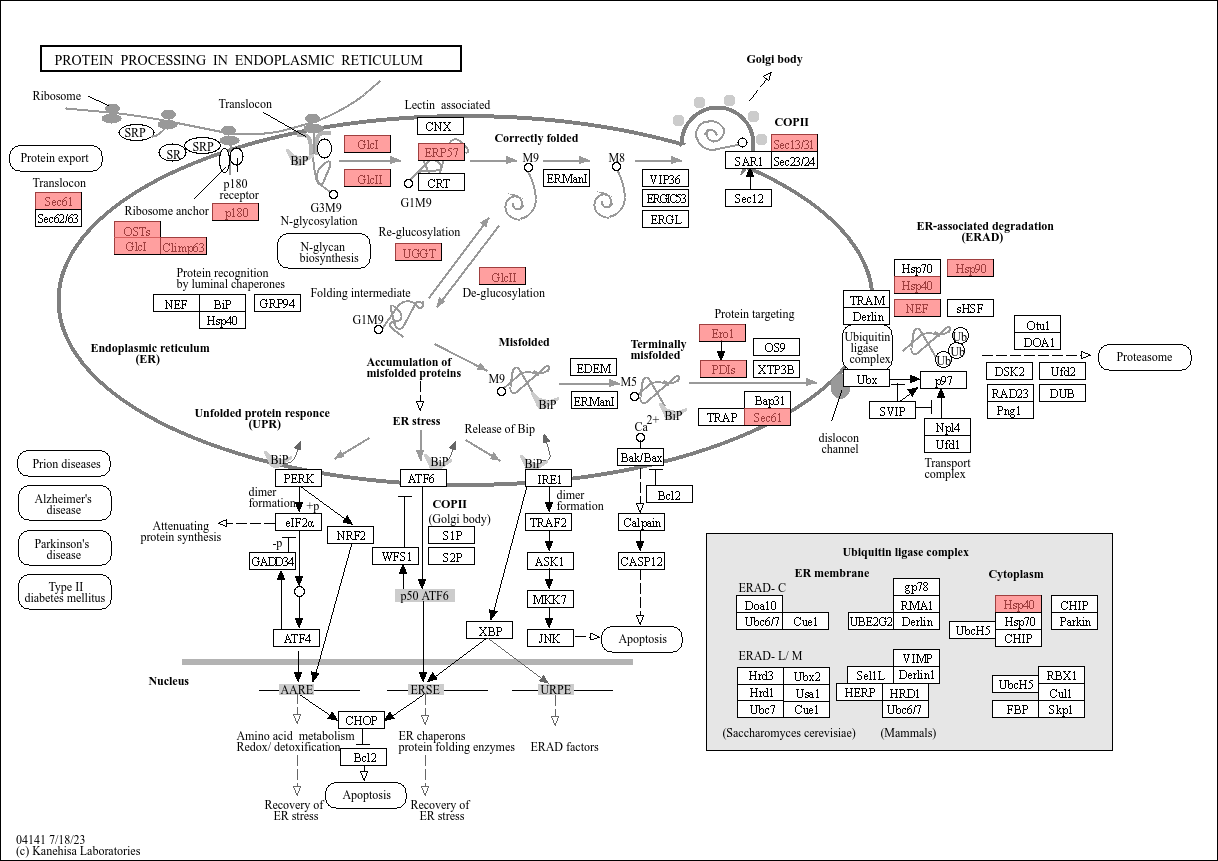 PROTEIN PROCESSING IN ENDOPLASMIC RETICULUM
Golgi body
Ribosome
Translocon
Lectin associated
SRP
SR
SRP
CNX
Correctly folded
COPII
Protein export
BiP
GlcI
ERP57
M9
M8
Sec13/31
SAR1
Sec23/24
Translocon
Sec61
Sec62/63
p180
receptor
GlcII
CRT
G1M9
ERManI
VIP36
ERGIC53
ERGL
Sec12
Ribosome anchor
p180
G3M9
N-glycosylation
OSTs
GlcI
Climp63
N-glycan
biosynthesis
Re-glucosylation
UGGT
ER-associated degradation
(ERAD)
Protein recognition
by luminal chaperones
NEF
BiP
GRP94
Hsp40
GlcII
De-glucosylation
Folding intermediate
G1M9
Hsp70
Hsp90
Hsp40
NEF
sHSF
TRAM
Derlin
Endoplasmic reticulum
(ER)
Accumulation of
misfolded proteins
Misfolded
Terminally
misfolded
Protein targeting
Ero1
OS9
PDIs
XTP3B
Ubiquitin
ligase
complex
Ub
Ub
Ub
Otu1
DOA1
Proteasome
M9
BiP
EDEM
ERManI
M5
BiP
Bap31
TRAP
Sec61
Ubx
p97
DSK2
Ufd2
RAD23
DUB
Png1
SVIP
Npl4
Ufd1
dislocon
channel
Transport
complex
Unfolded protein responce
(UPR)
ER stress
Release of Bip
Ca2+
Bak/Bax
Bcl2
BiP
BiP
BiP
PERK
ATF6
IRE1
Prion diseases
Alzheimer's
disease
Parkinson's
disease
Type II
diabetes mellitus
dimer
formation
+p
Attenuating
protein synthesis
eIF2α
-p
GADD34
NRF2
COPII
(Golgi body)
S1P
S2P
WFS1
p50 ATF6
dimer
formation
TRAF2
ASK1
MKK7
JNK
Calpain
CASP12
Apoptosis
ATF4
XBP
Nucleus
AARE
ERSE
URPE
CHOP
Amino acid metabolism
Redox/ detoxification
Bcl2
ER chaperons
protein folding enzymes
ERAD factors
Recovery of
ER stress
Apoptosis
Recovery of
ER stress
Ubiquitin ligase complex
ER membrane
Cytoplasm
ERAD- C
Doa10
Ubc6/7
Cue1
gp78
RMA1
UBE2G2
Derlin
Hsp40
Hsp70
UbcH5
CHIP
CHIP
Parkin
ERAD- L/ M
Hrd3
Ubx2
Hrd1
Usa1
Ubc7
Cue1
VIMP
Sel1L
Derlin1
HERP
HRD1
Ubc6/7
RBX1
UbcH5
Cul1
FBP
Skp1
(Saccharomyces cerevisiae)
(Mammals)
04141 7/18/23
(c) Kanehisa Laboratories